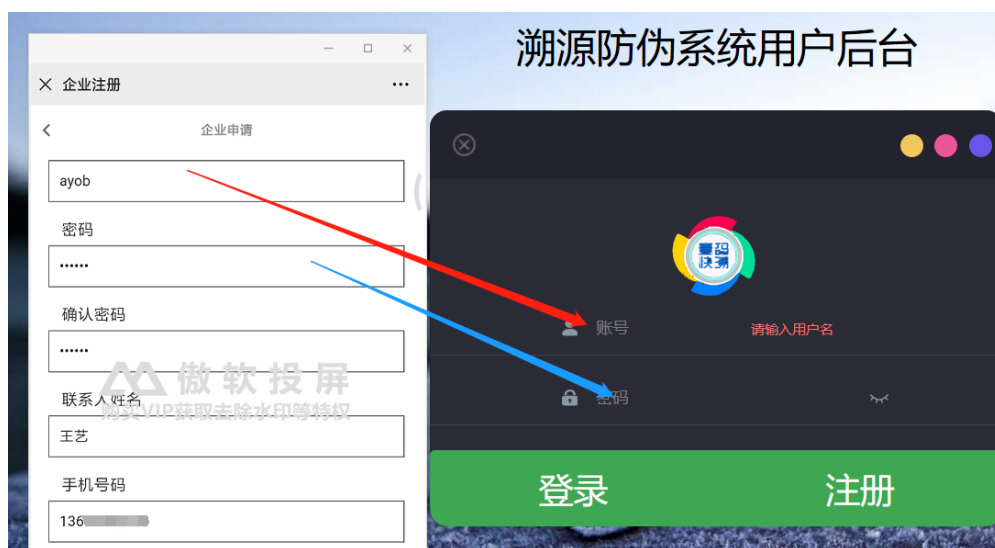 溯源防伪系统用户后台
企业注册
企业申请
ayob
密码
••••••
确认密码
••••••
傲软投屏
购买VIP获取去除水印等特权
联系人姓名
王艺
手机号码
136
账号
请输入用户名
密码
登录
注册